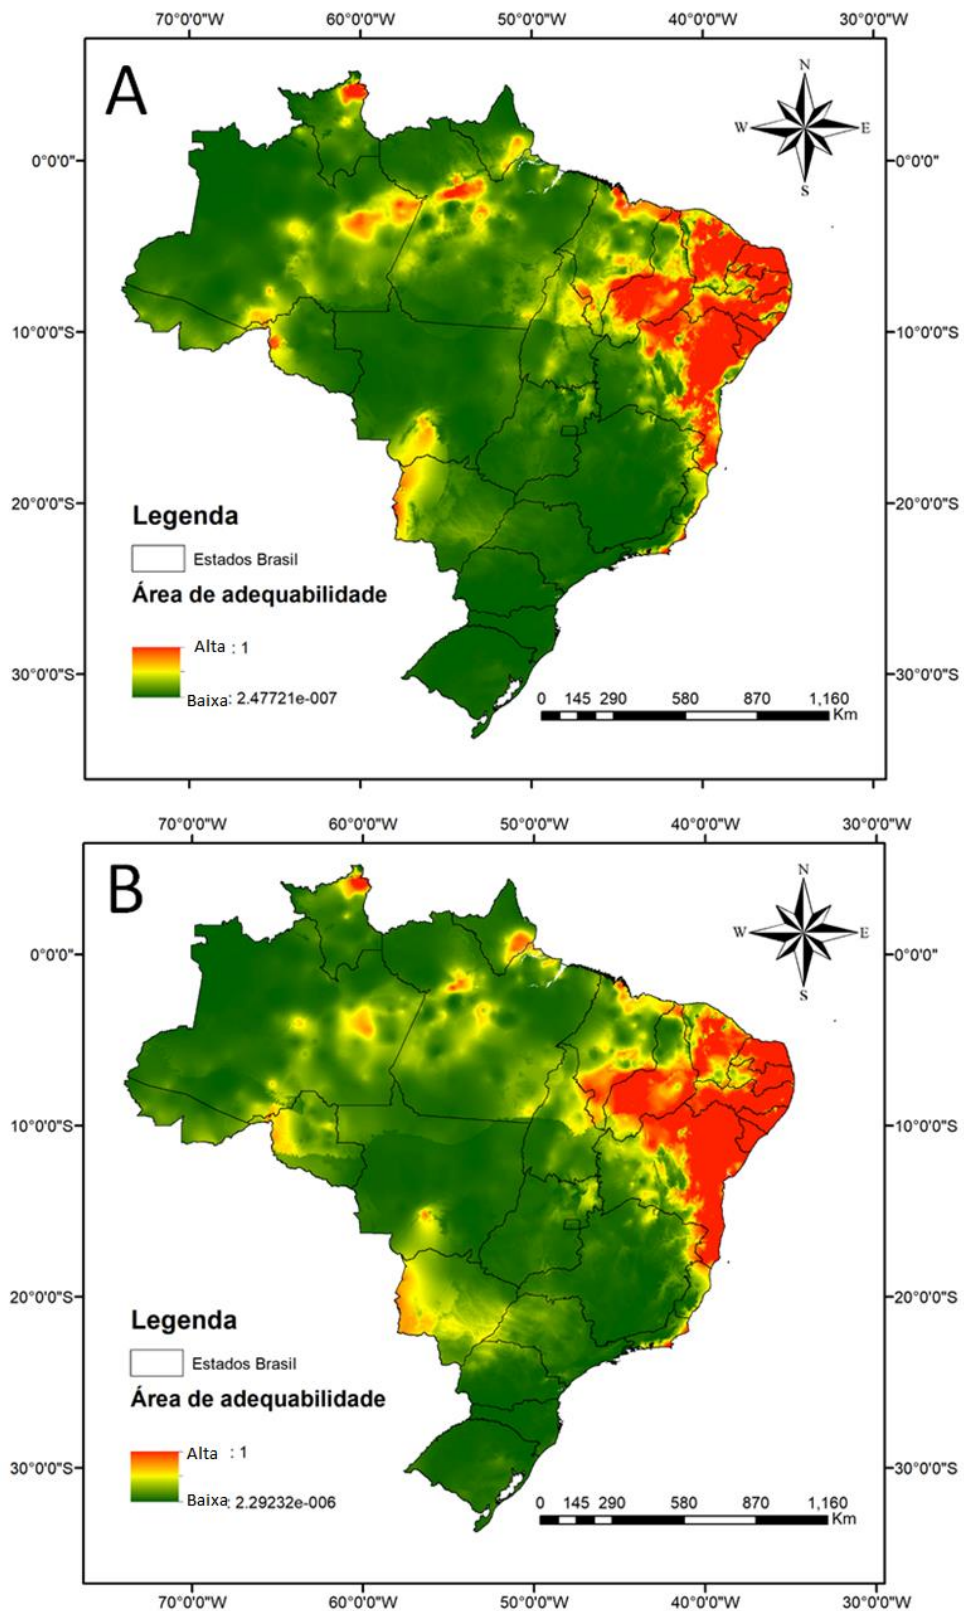 70°0'0"W 60°0'0"W 50°0'0"W 40°0'0"W 30°0'0"W
A
N
W E
S
0°0'0" 0°0'0"
10°0'0"S 10°0'0"S
20°0'0"S 20°0'0"S
Legenda
Estados Brasil
Área de adequabilidade
Alta : 1
Baixa: 2.47721e-007
30°0'0"S 30°0'0"S
0 145 290 580 870 1,160
Km
70°0'0"W 60°0'0"W 50°0'0"W 40°0'0"W 30°0'0"W
B
N
W E
S
0°0'0" 0°0'0"
10°0'0"S 10°0'0"S
20°0'0"S 20°0'0"S
Legenda
Estados Brasil
Área de adequabilidade
Alta : 1
Baixa: 2.29232e-006
30°0'0"S 30°0'0"S
0 145 290 580 870 1,160
Km
70°0'0"W 60°0'0"W 50°0'0"W 40°0'0"W 30°0'0"W